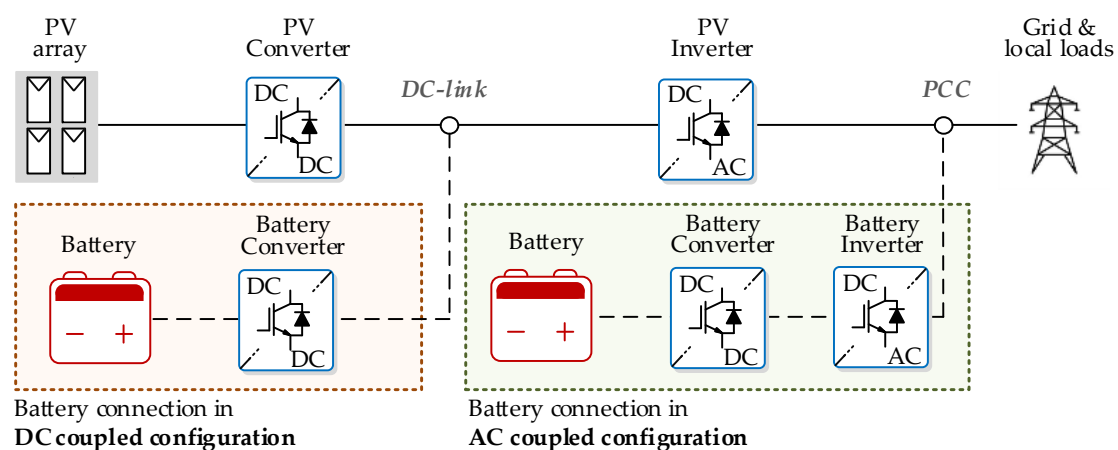 PV
array
PV
Converter
PV
Inverter
Grid &
local loads
DC-link
PCC
DC
DC
DC
AC
Battery
Battery
Converter
DC
DC
Battery
Battery
Converter
Battery
Inverter
DC
DC
DC
AC
Battery connection in
DC coupled configuration
Battery connection in
AC coupled configuration